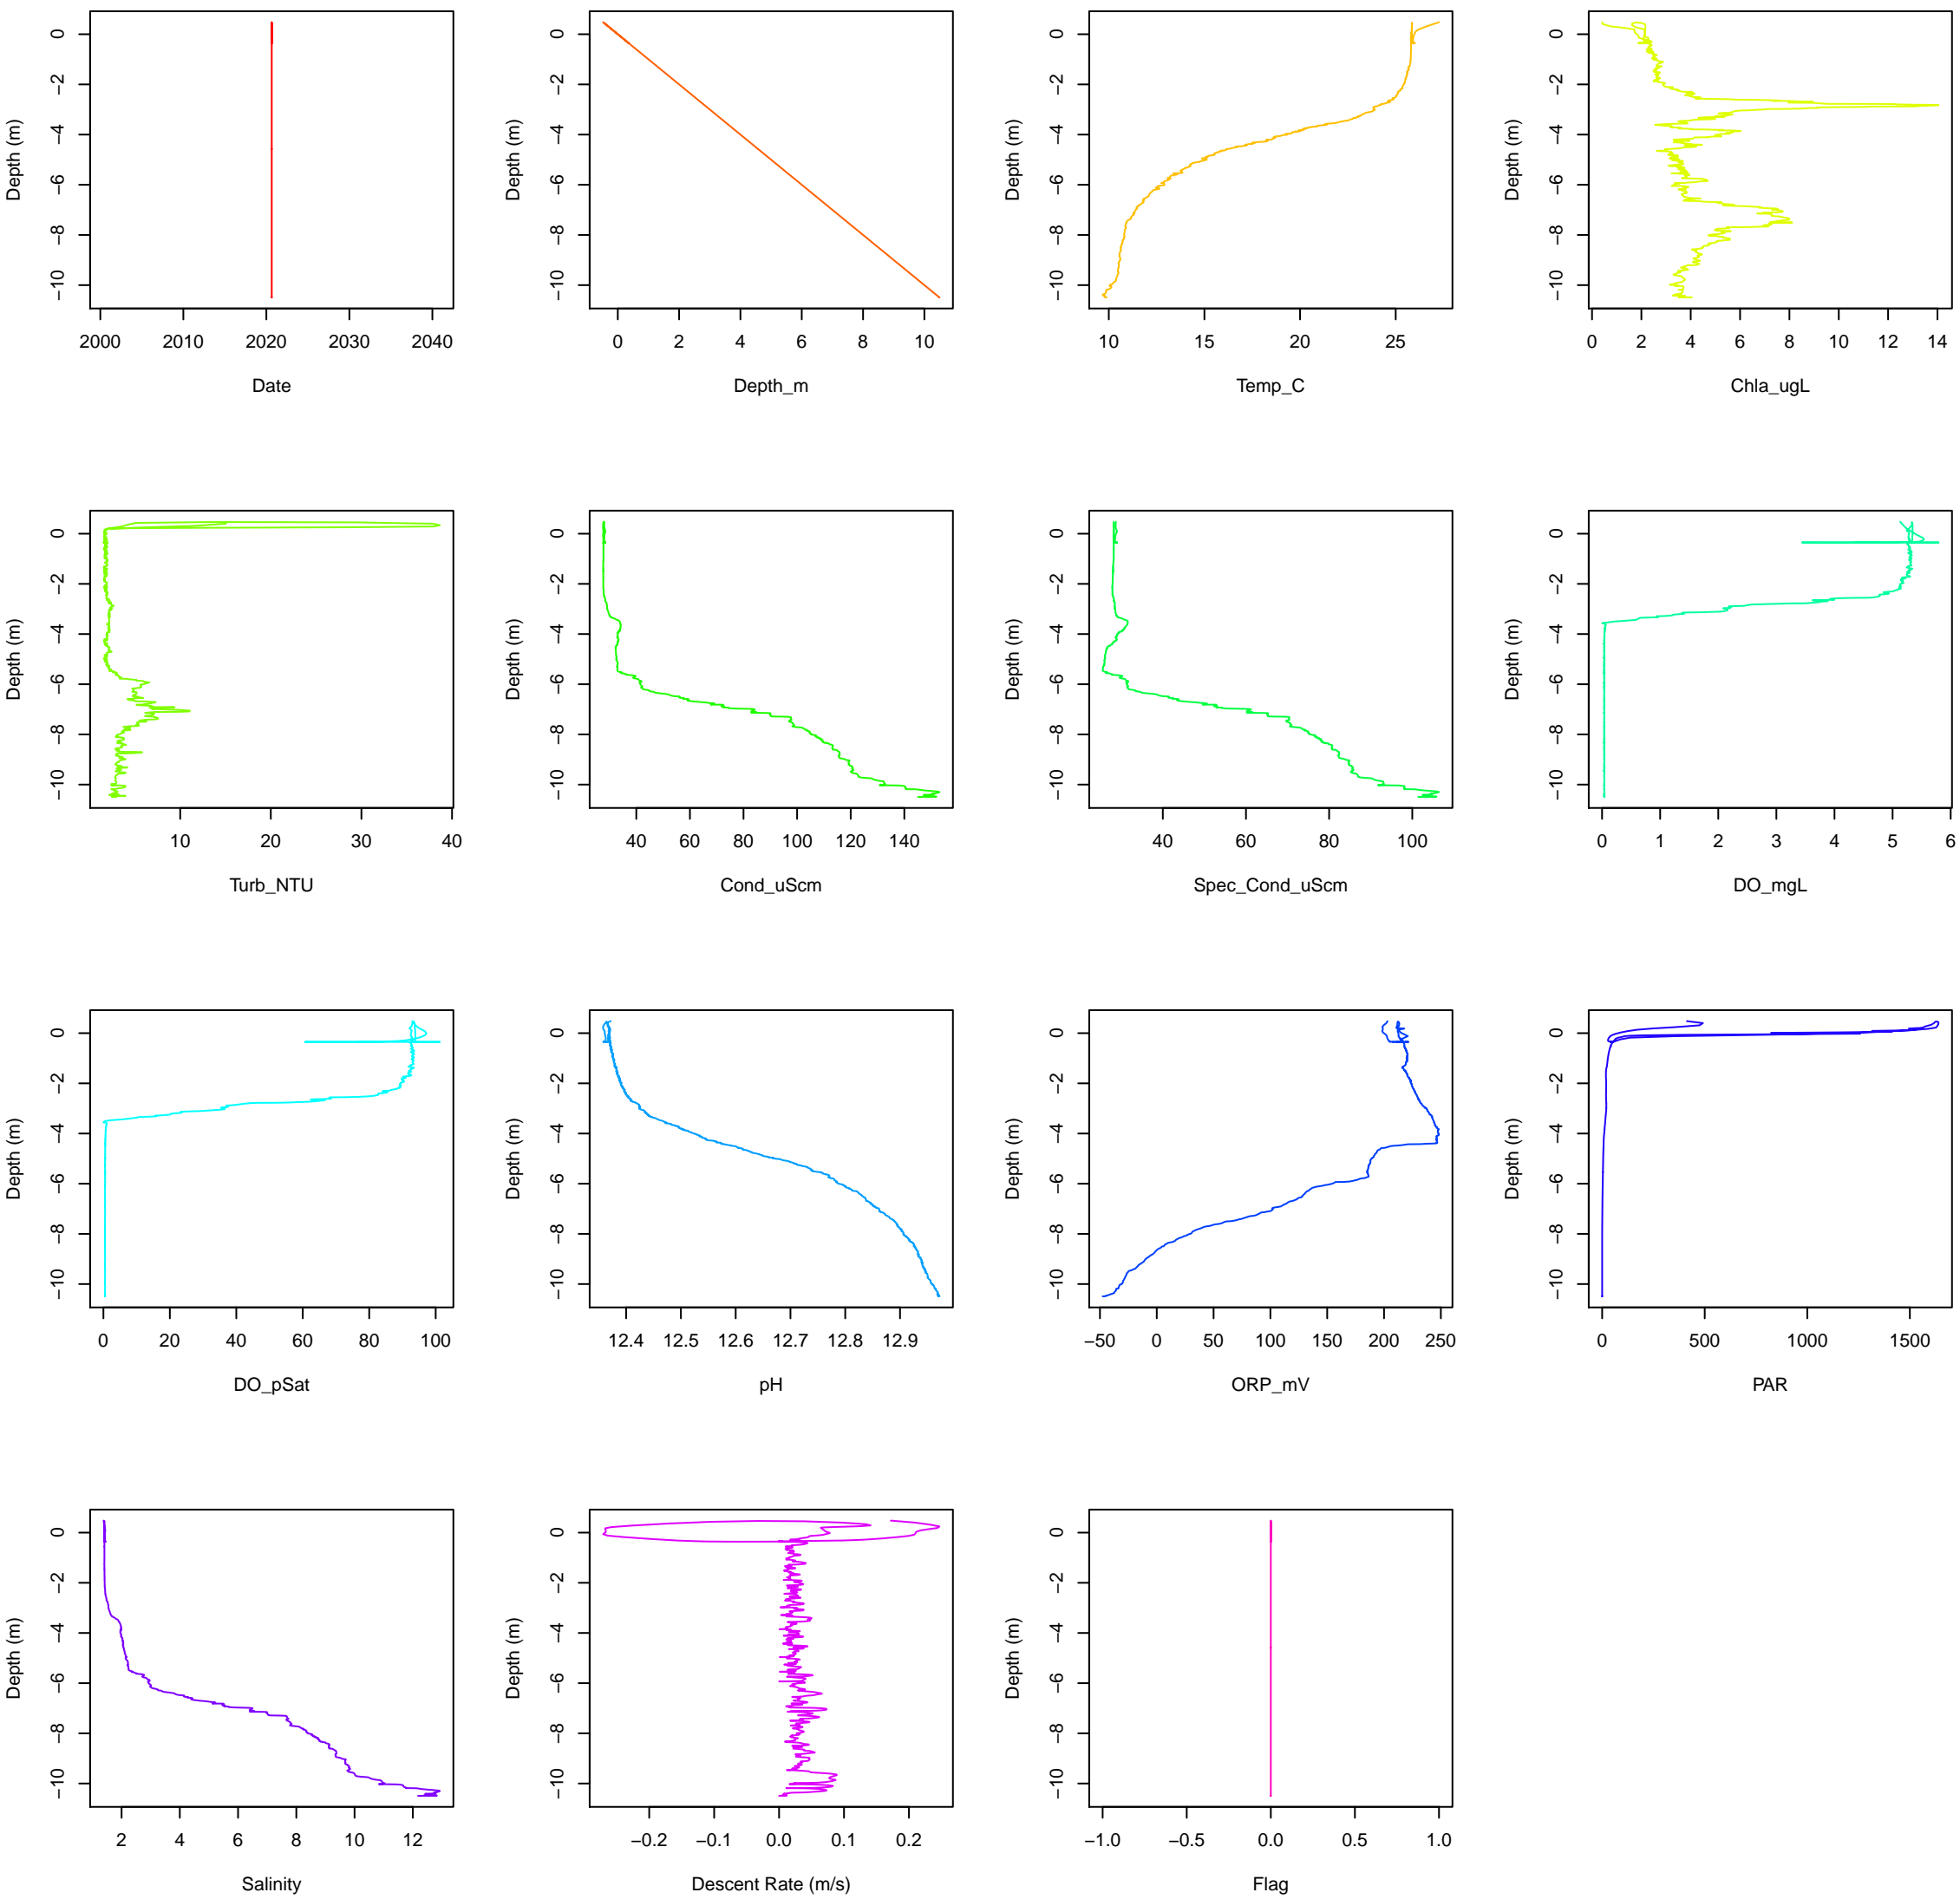 Depth (m)
−10 −8 −6 −4 −2 0
2000 2010 2020 2030 2040
Date
Depth (m)
−10 −8 −6 −4 −2 0
0 2 4 6 8 10
Depth_m
Depth (m)
−10 −8 −6 −4 −2 0
10 15 20 25
Temp_C
Depth (m)
−10 −8 −6 −4 −2 0
0 2 4 6 8 10 12 14
Chla_ugL
Depth (m)
−10 −8 −6 −4 −2 0
10 20 30 40
Turb_NTU
Depth (m)
−10 −8 −6 −4 −2 0
40 60 80 100 120 140
Cond_uScm
Depth (m)
−10 −8 −6 −4 −2 0
40 60 80 100
Spec_Cond_uScm
Depth (m)
−10 −8 −6 −4 −2 0
0 1 2 3 4 5 6
DO_mgL
Depth (m)
−10 −8 −6 −4 −2 0
0 20 40 60 80 100
DO_pSat
Depth (m)
−10 −8 −6 −4 −2 0
12.4 12.5 12.6 12.7 12.8 12.9
pH
Depth (m)
−10 −8 −6 −4 −2 0
−50 0 50 100 150 200 250
ORP_mV
Depth (m)
−10 −8 −6 −4 −2 0
0 500 1000 1500
PAR
Depth (m)
−10 −8 −6 −4 −2 0
2 4 6 8 10 12
Salinity
Depth (m)
−10 −8 −6 −4 −2 0
−0.2 −0.1 0.0 0.1 0.2
Descent Rate (m/s)
Depth (m)
−10 −8 −6 −4 −2 0
−1.0 −0.5 0.0 0.5 1.0
Flag